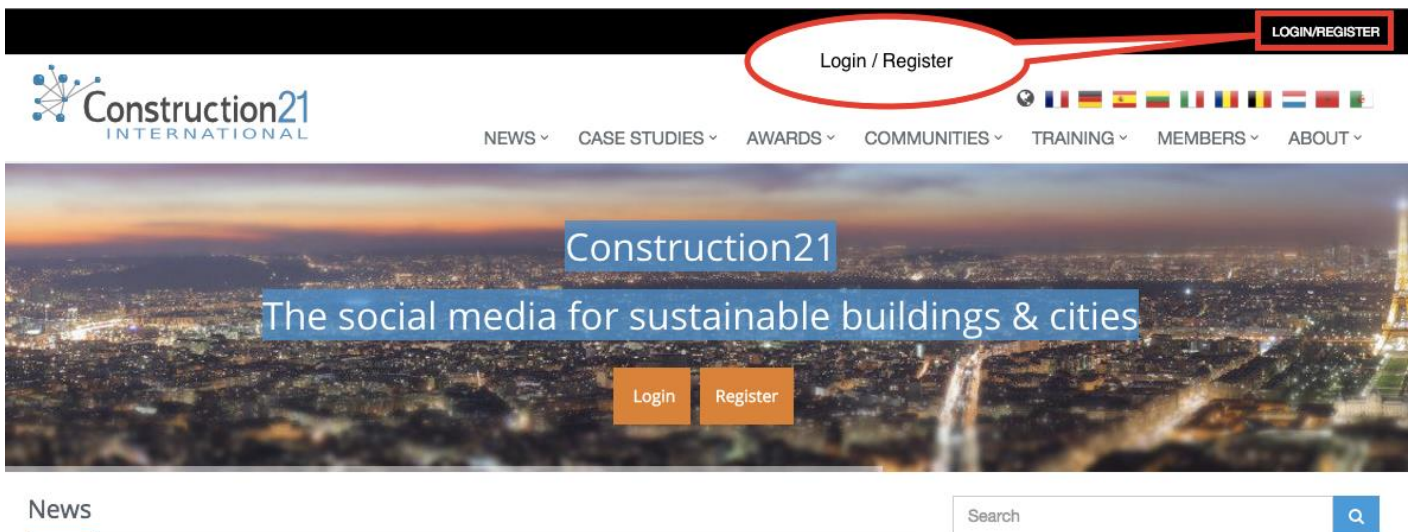 LOGIN/REGISTER
Login / Register
Construction21
INTERNATIONAL
NEWS CASE STUDIES AWARDS COMMUNITIES TRAINING MEMBERS ABOUT
Construction21
The social media for sustainable buildings & cities
Login Register
News
Search